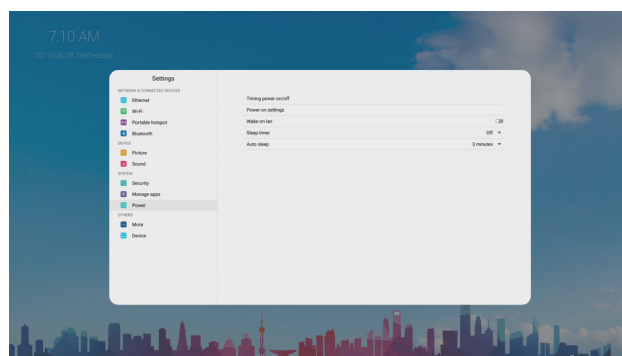 7:10 AM
2019/08/28, Wednesday
Settings
NETWORK & CONNECTED DEVICES
Ethernet
Wi-Fi
Portable hotspot
Bluetooth
DEVICE
Picture
Sound
SYSTEM
Security
Manage apps
Power
OTHERS
More
Device
Timing power on/off
Power on settings
Wake on lan
Sleep timer Off
Auto sleep 3 minutes